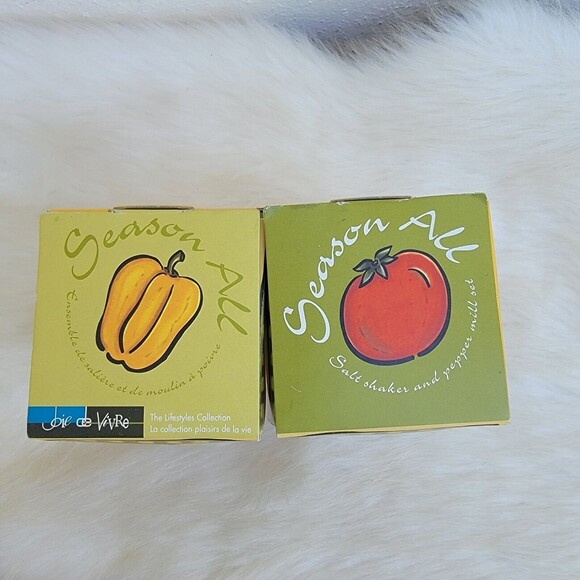 Season All
Ensemble de salière et de moulin à poivre
Joie de ViVRe
The Lifestyles Collection
La collection plaisirs de la vie
Season All
Salt shaker and pepper mill set